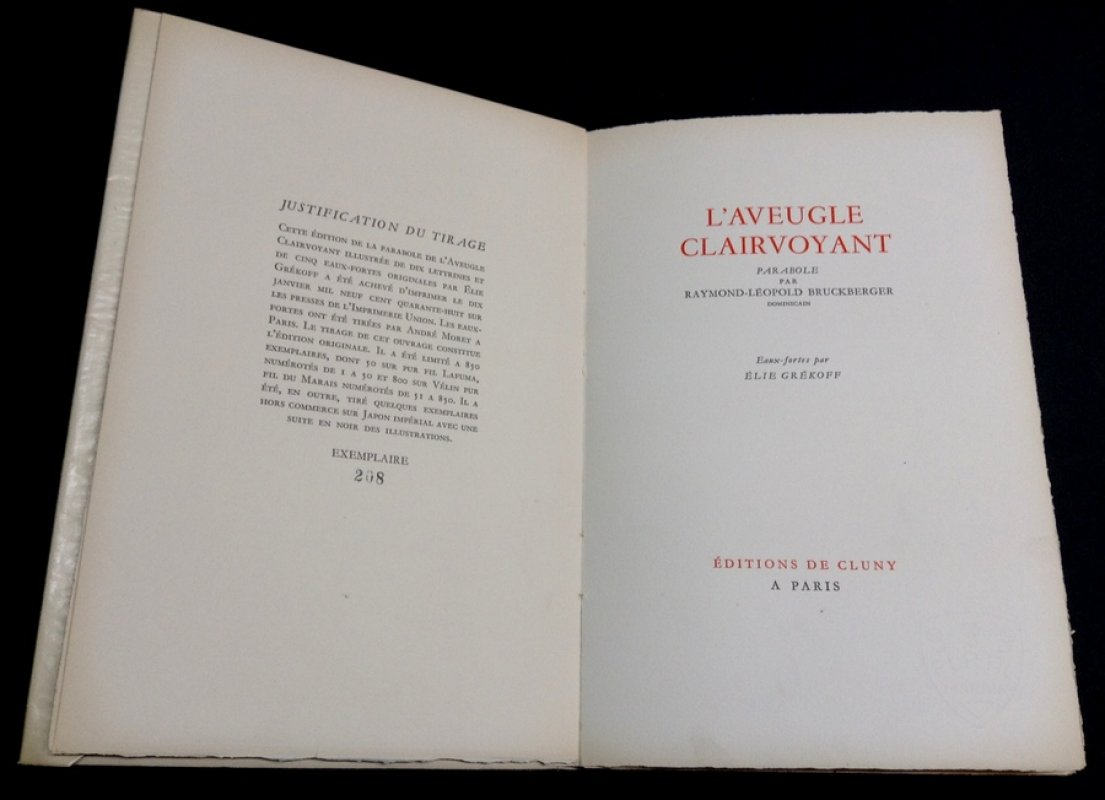 JUSTIFICATION DU TIRAGE
CETTE ÉDITION DE LA PARABOLE DE L'AVEUGLE
CLAIRVOYANT ILLUSTRÉE DE DIX LETTRINES ET
DE CINQ EAUX-FORTES ORIGINALES PAR ÉLIE
GRÉKOFF A ÉTÉ ACHEVÉ D'IMPRIMER LE DIX
JANVIER MIL NEUF CENT QUARANTE-HUIT SUR
LES PRESSES DE L'IMPRIMERIE UNION. LES EAUX-
FORTES ONT ÉTÉ TIRÉES PAR ANDRÉ MORET A
PARIS. LE TIRAGE DE CET OUVRAGE CONSTITUE
L'ÉDITION ORIGINALE. IL A ÉTÉ LIMITÉ A 850
EXEMPLAIRES, DONT 50 SUR PUR FIL LAFUMA,
NUMÉROTÉS DE 1 A 50 ET 800 SUR VÉLIN PUR
FIL DU MARAIS NUMÉROTÉS DE 51 A 850. IL A
ÉTÉ, EN OUTRE, TIRÉ QUELQUES EXEMPLAIRES
HORS COMMERCE SUR JAPON IMPÉRIAL AVEC UNE
SUITE EN NOIR DES ILLUSTRATIONS.
EXEMPLAIRE
208
L'AVEUGLE
CLAIRVOYANT
PARABOLE
PAR
RAYMOND-LÉOPOLD BRUCKBERGER
DOMINICAIN
Eaux-fortes par
ÉLIE GRÉKOFF
ÉDITIONS DE CLUNY
A PARIS